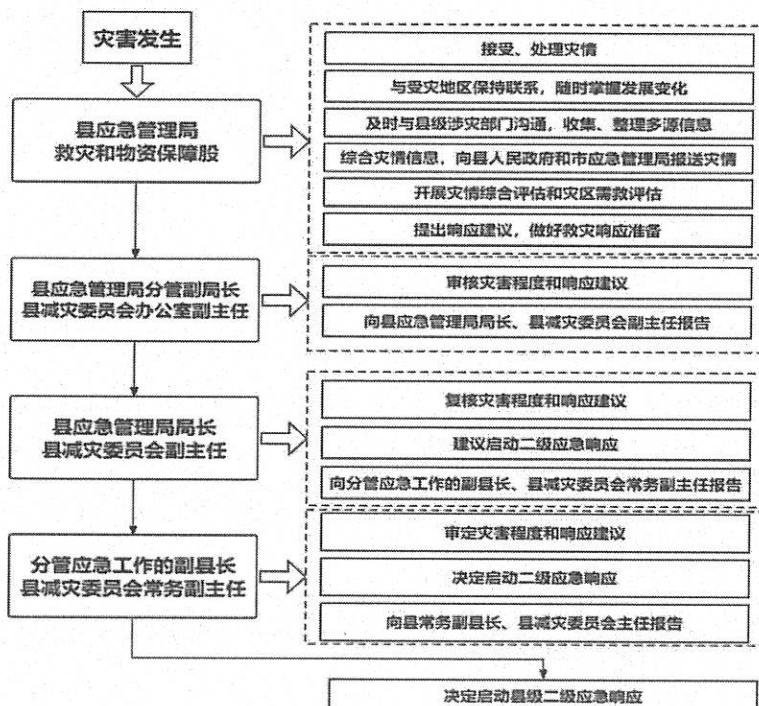 灾害发生
县应急管理局
救灾和物资保障股
接受、处理灾情
与受灾地区保持联系，随时掌握发展变化
及时与县级涉灾部门沟通，收集、整理多源信息
综合灾情信息，向县人民政府和市应急管理局报送灾情
开展灾情综合评估和灾区需救评估
提出响应建议，做好救灾响应准备
县应急管理局分管副局长
县减灾委员会办公室副主任
审核灾害程度和响应建议
向县应急管理局局长、县减灾委员会副主任报告
县应急管理局局长
县减灾委员会副主任
复核灾害程度和响应建议
建议启动二级应急响应
向分管应急工作的副县长、县减灾委员会常务副主任报告
分管应急工作的副县长
县减灾委员会常务副主任
审定灾害程度和响应建议
决定启动二级应急响应
向县常务副县长、县减灾委员会主任报告
决定启动县级二级应急响应